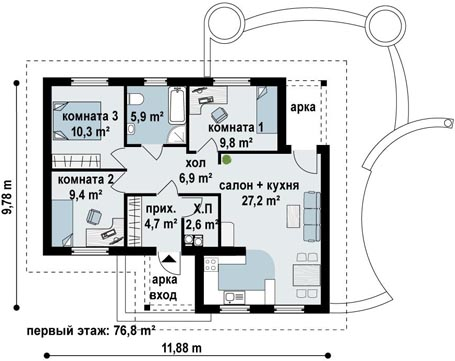 комната 3
10,3 m²
5,9 m²
комната 1
9,8 m²
арка
хол
6,9 m²
комната 2
9,4 m²
салон + кухня
27,2 m²
прих.
4,7 m²
Х.П
2,6 m²
арка
вход
9,78 m
первый этаж: 76,8 m²
11,88 m